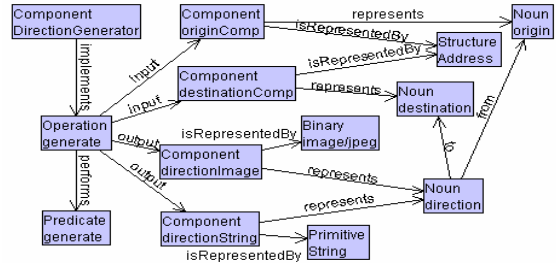 Component
DirectionGenerator
Component
originComp
represents
Noun
origin
isRepresentedBy
Structure
Address
implements
input
Component
destinationComp
isRepresentedBy
represents
Noun
destination
input
from
Operation
generate
output
isRepresentedBy
Binary
image/jpeg
to
Component
directionImage
represents
Noun
direction
performs
output
represents
Predicate
generate
Component
directionString
Primitive
String
isRepresentedBy